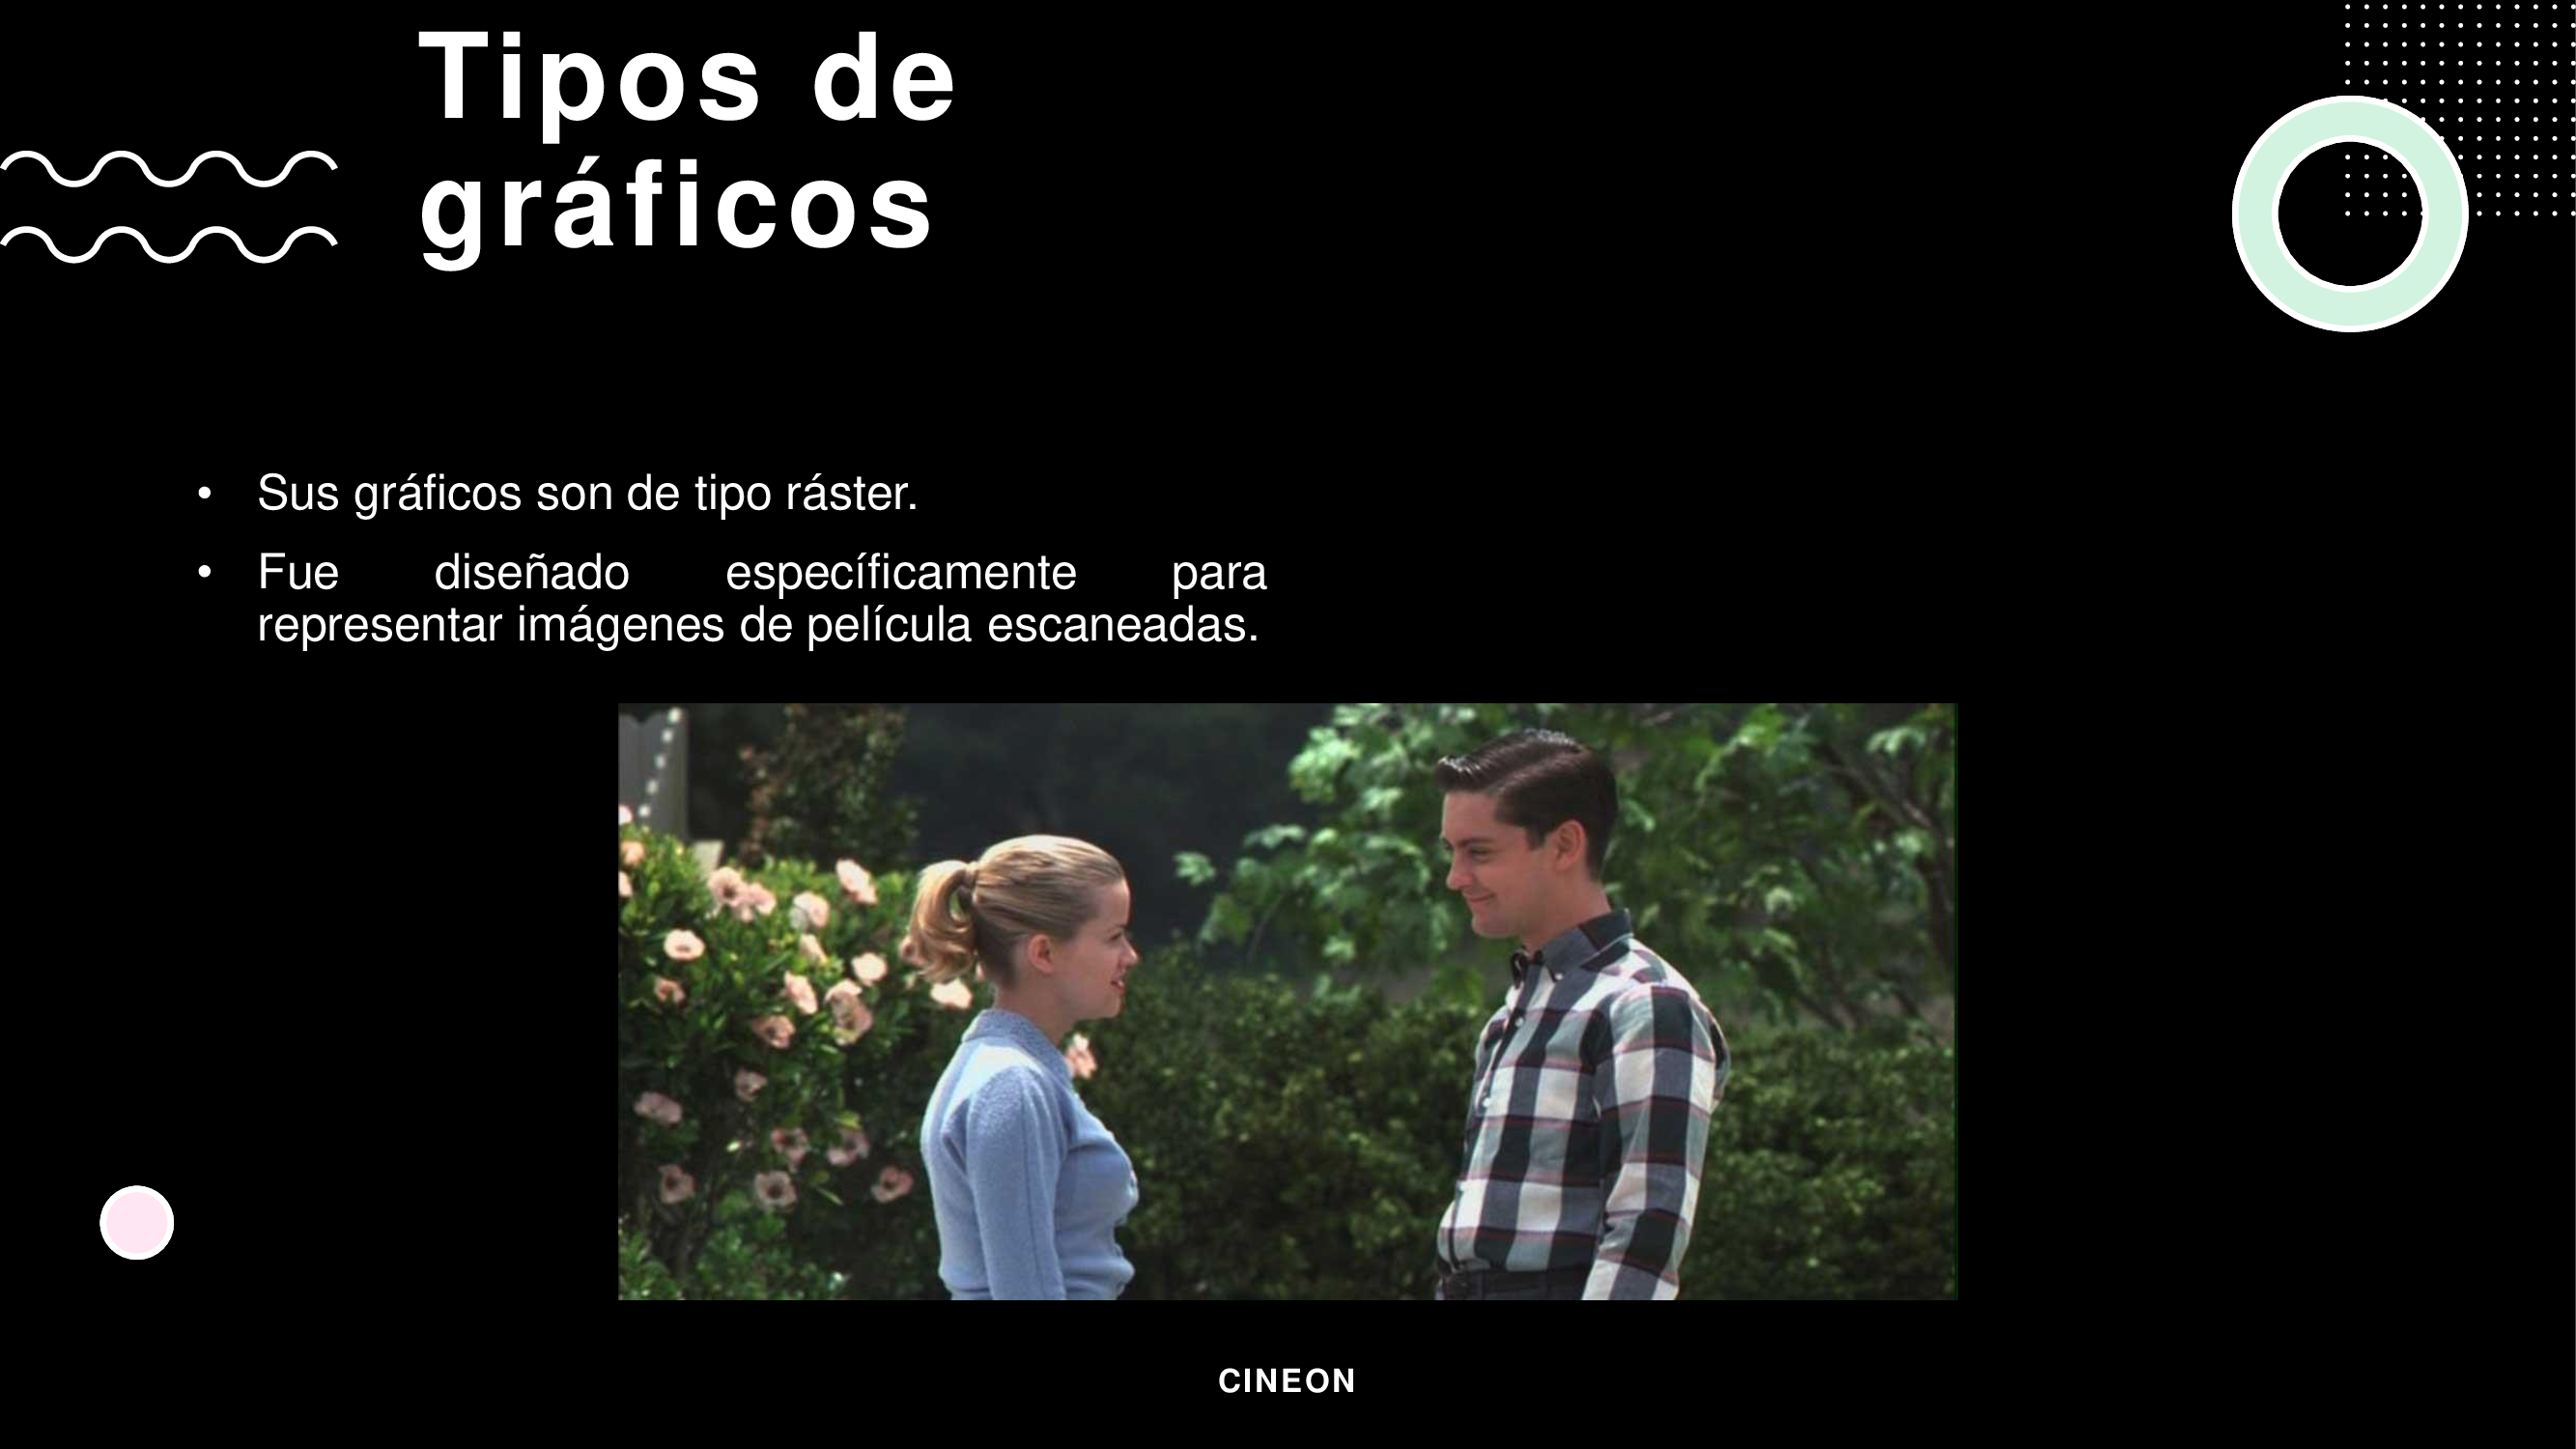 Tipos de
gráficos
• Sus gráficos son de tipo ráster.
• Fue diseñado específicamente para
representar imágenes de película escaneadas.
CINEON